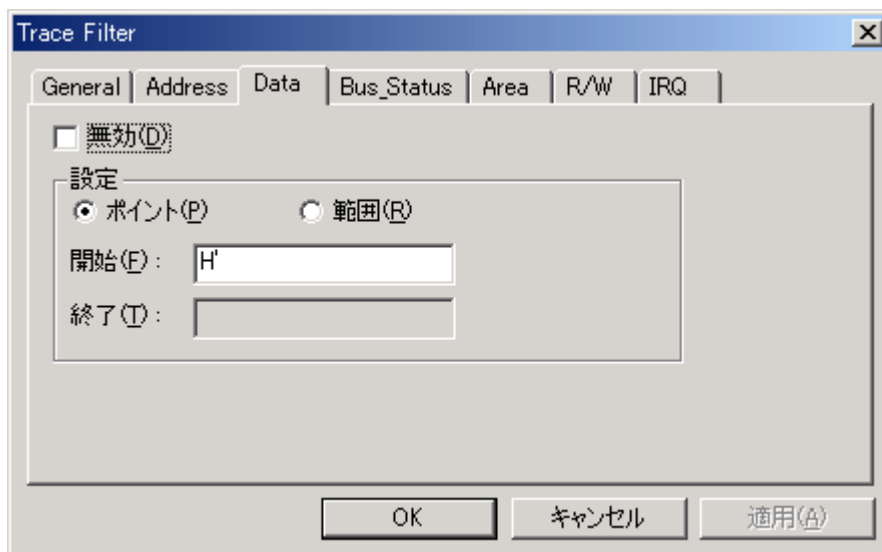 Trace Filter
General Address Data Bus_Status Area R/W IRQ
無効(D)
設定
ポイント(P) 範囲(R)
開始(F): H'
終了(T):
OK キャンセル 適用(A)